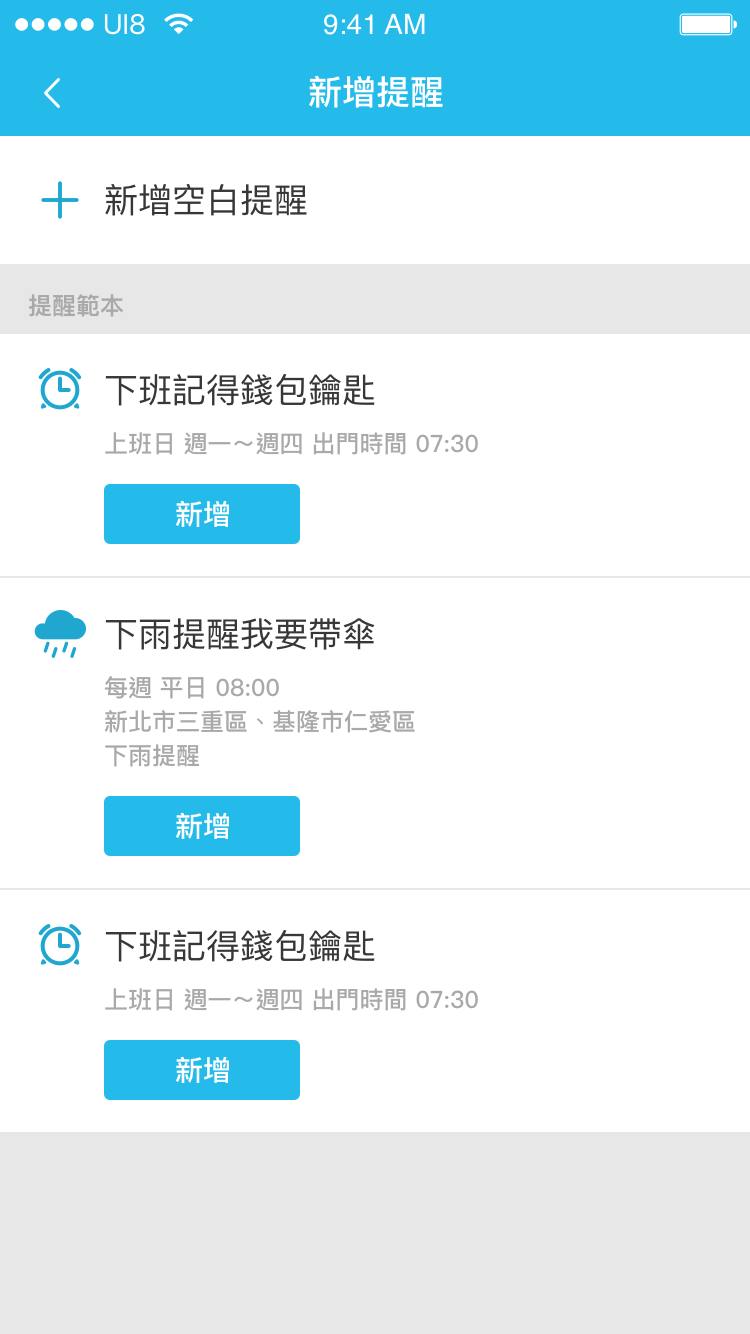 UI8 9:41 AM
新增提醒
新增空白提醒
提醒範本
下班記得錢包鑰匙
上班日 週一～週四 出門時間 07:30
新增
下雨提醒我要帶傘
每週 平日 08:00
新北市三重區、基隆市仁愛區
下雨提醒
新增
下班記得錢包鑰匙
上班日 週一～週四 出門時間 07:30
新增